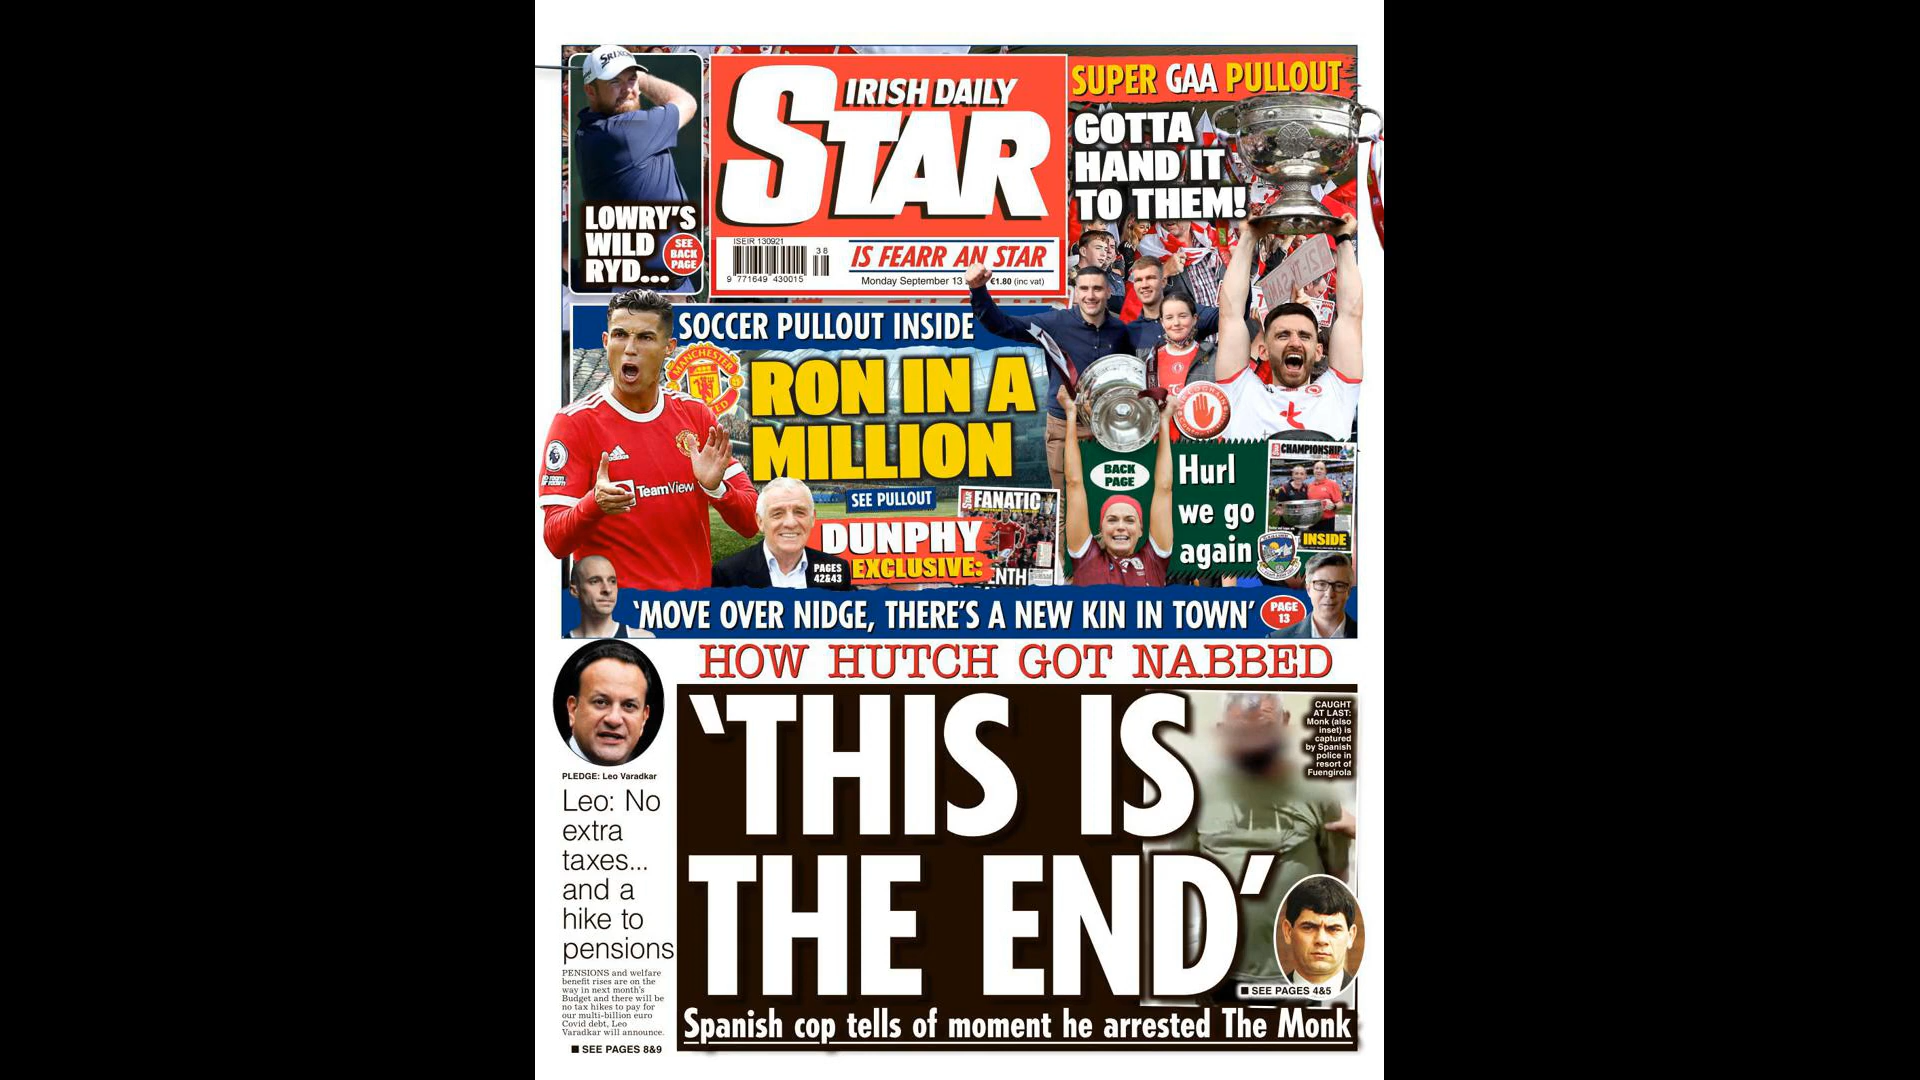 SRIXON
LOWRY'S
WILD
RYD...
SEE
BACK
PAGE
IRISH DAILY
STAR
ISEIR 130921
38
9 771649 430015
IS FEARR AN STAR
Monday September 13
€1.80 (inc vat)
SUPER GAA PULLOUT
GOTTA
HAND IT
TO THEM!
SOCCER PULLOUT INSIDE
MANCHESTER
RON IN A
MILLION
adidas
TeamView
SEE PULLOUT
STAR
FANATIC
DUNPHY
EXCLUSIVE:
PAGES
42&43
BACK
PAGE
Hurl
we go
again
CHAMPIONSHIP
INSIDE
'MOVE OVER NIDGE, THERE'S A NEW KIN IN TOWN'
PAGE
13
HOW HUTCH GOT NABBED
'THIS IS
THE END'
CAUGHT
AT LAST:
Monk (also
inset) is
captured
by Spanish
police in
resort of
Fuengirola
SEE PAGES 4&5
Spanish cop tells of moment he arrested The Monk
PLEDGE: Leo Varadkar
Leo: No
extra
taxes...
and a
hike to
pensions
PENSIONS and welfare
benefit rises are on the
way in next month's
Budget and there will be
no tax hikes to pay for
our multi-billion euro
Covid debt, Leo
Varadkar will announce.
SEE PAGES 8&9